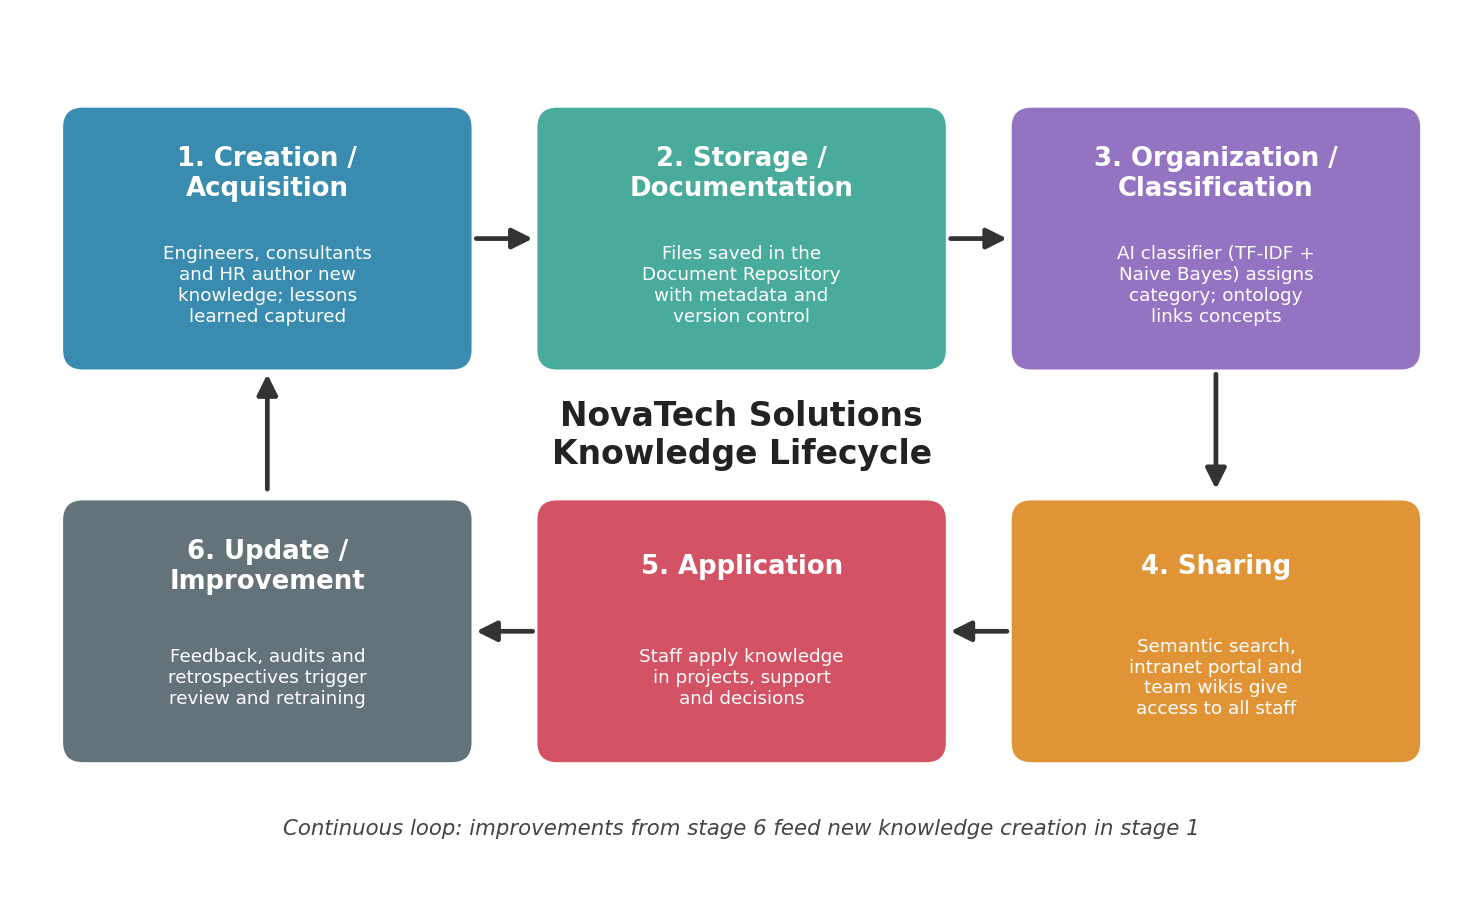 1. Creation /
Acquisition
Engineers, consultants
and HR author new
knowledge; lessons
learned captured
2. Storage /
Documentation
Files saved in the
Document Repository
with metadata and
version control
3. Organization /
Classification
AI classifier (TF-IDF +
Naive Bayes) assigns
category; ontology
links concepts
NovaTech Solutions
Knowledge Lifecycle
4. Sharing
Semantic search,
intranet portal and
team wikis give
access to all staff
5. Application
Staff apply knowledge
in projects, support
and decisions
6. Update /
Improvement
Feedback, audits and
retrospectives trigger
review and retraining
Continuous loop: improvements from stage 6 feed new knowledge creation in stage 1